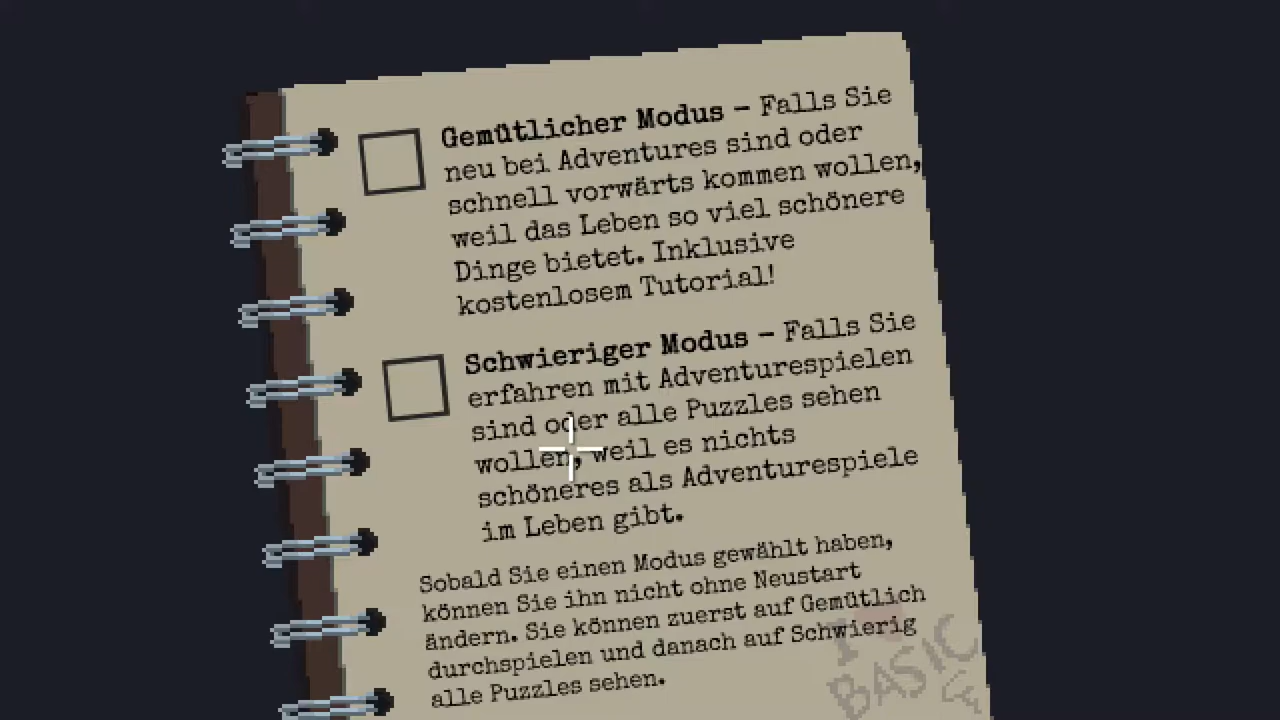 Gemütlicher Modus – Falls Sie
neu bei Adventures sind oder
schnell vorwärts kommen wollen,
weil das Leben so viel schönere
Dinge bietet. Inklusive
kostenlosem Tutorial!
Schwieriger Modus – Falls Sie
erfahren mit Adventurespielen
sind oder alle Puzzles sehen
wollen, weil es nichts
schöneres als Adventurespiele
im Leben gibt.
Sobald Sie einen Modus gewählt haben,
können Sie ihn nicht ohne Neustart
ändern. Sie können zuerst auf Gemütlich
durchspielen und danach auf Schwierig
alle Puzzles sehen.
I
BASIC